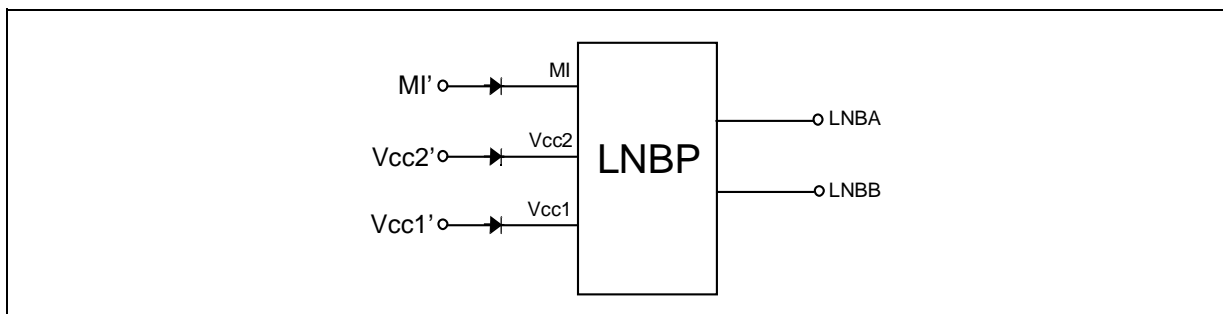 MI’ MI
Vcc2’ Vcc2
Vcc1’ Vcc1
LNBP
LNBA
LNBB